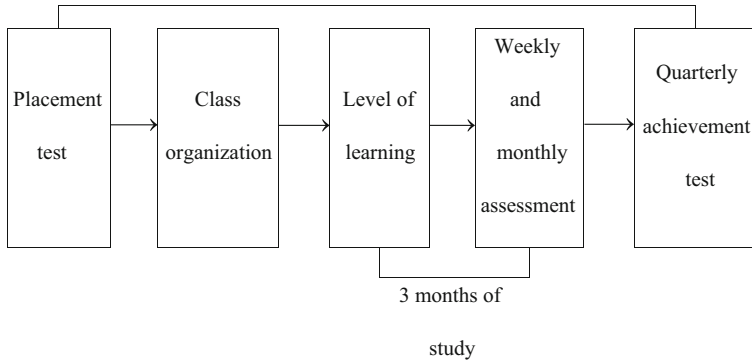 Placement
test
Class
organization
Level of
learning
Weekly
and
monthly
assessment
Quarterly
achievement
test
3 months of
study